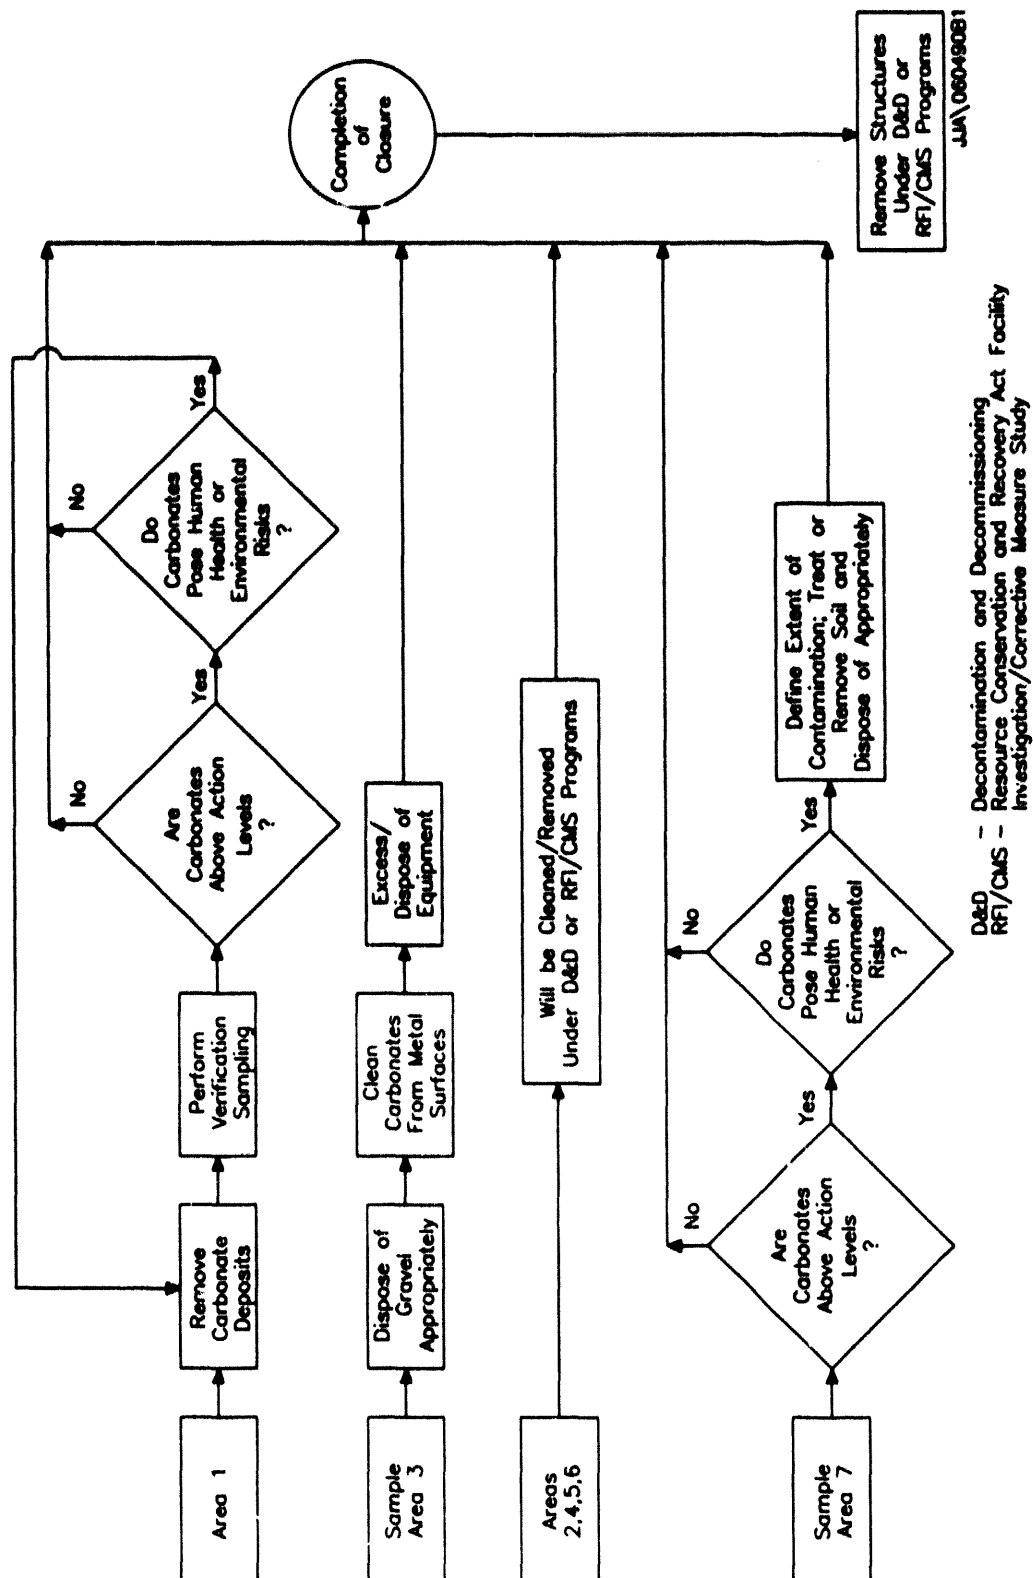 Area 1
Remove
Carbonate
Deposits
Perform
Verification
Sampling
Are
Carbonates
Above Action
Levels
?
No
Yes
Do
Carbonates
Pose Human
Health or
Environmental
Risks
?
No
Yes
Sample
Area 3
Dispose of
Gravel
Appropriately
Clean
Carbonates
From Metal
Surfaces
Excess/
Dispose of
Equipment
Completion
of
Closure
Areas
2,4,5,6
Will be Cleaned/Removed
Under D&D or RFI/CMS Programs
Sample
Area 7
Are
Carbonates
Above Action
Levels
?
No
Yes
Do
Carbonates
Pose Human
Health or
Environmental
Risks
?
No
Yes
Define Extent of
Contamination; Treat or
Remove Soil and
Dispose of Appropriately
Remove Structures
Under D&D or
RFI/CMS Programs
JJA\060490B1
D&D – Decontamination and Decommissioning
RFI/CMS – Resource Conservation and Recovery Act Facility
Investigation/Corrective Measure Study